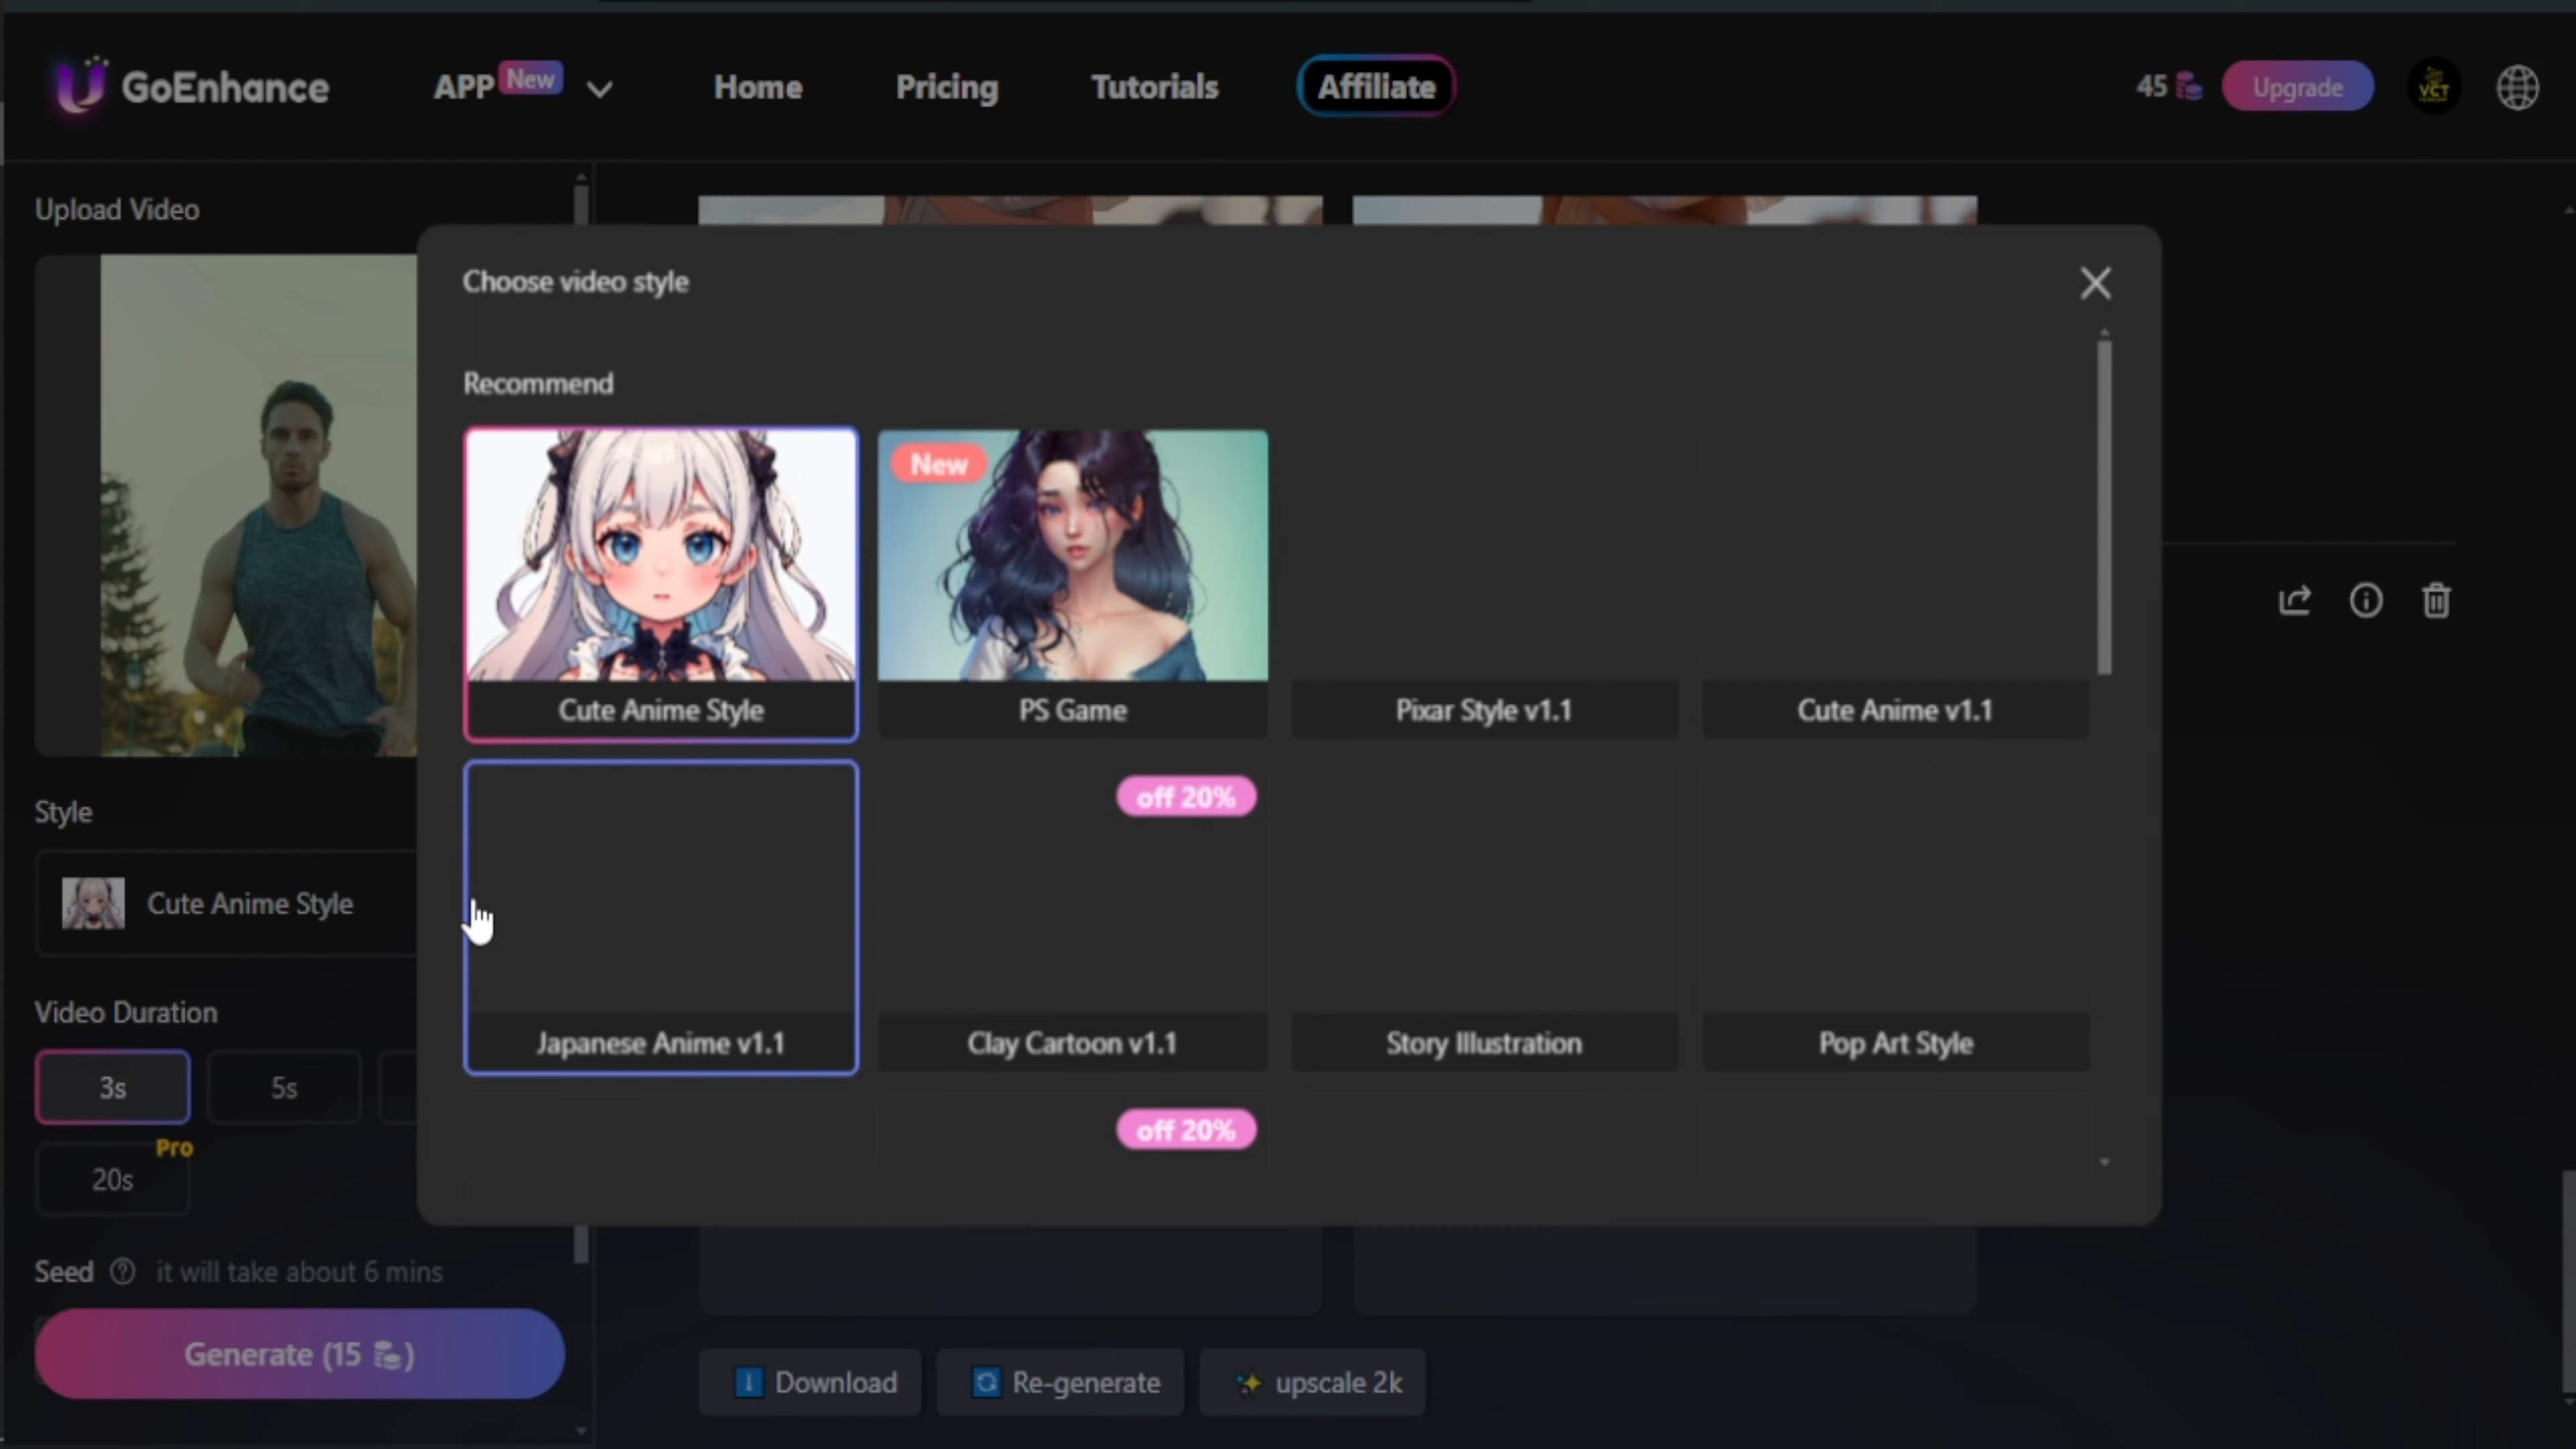 GoEnhance
APP New
Home
Pricing
Tutorials
Affiliate
45
Upgrade
VCT
Upload Video
Choose video style
Recommend
New
Cute Anime Style
PS Game
Pixar Style v1.1
Cute Anime v1.1
off 20%
Japanese Anime v1.1
Clay Cartoon v1.1
Story Illustration
Pop Art Style
off 20%
Style
Cute Anime Style
Video Duration
3s
5s
Pro
20s
Seed ? it will take about 6 mins
Generate (15 )
Download
Re-generate
upscale 2k